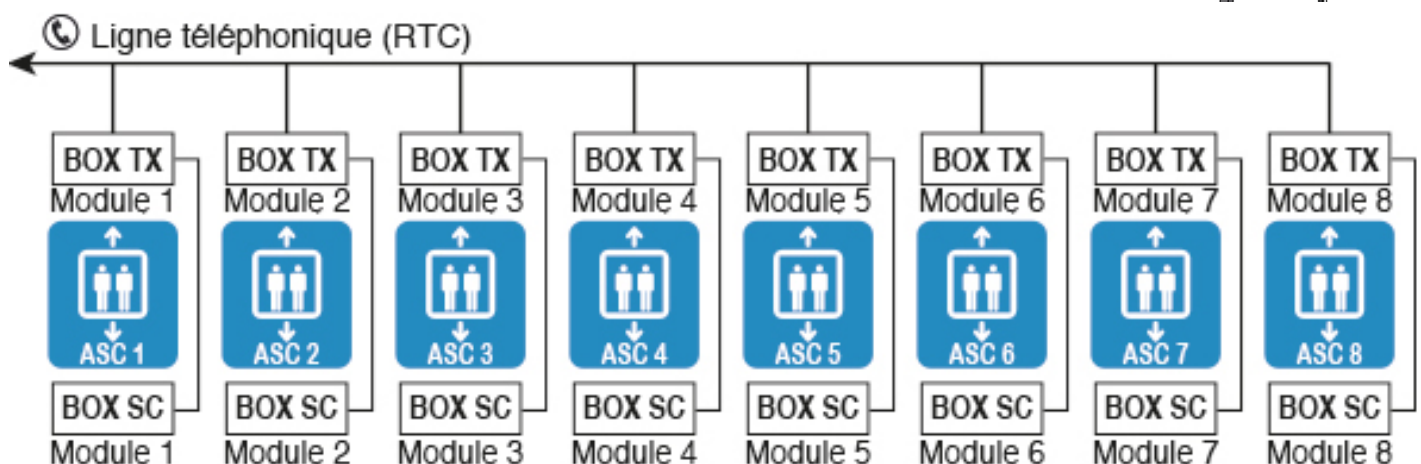 Ligne téléphonique (RTC)
BOX TX BOX TX BOX TX BOX TX BOX TX BOX TX BOX TX BOX TX
Module 1 Module 2 Module 3 Module 4 Module 5 Module 6 Module 7 Module 8
ASC 1 ASC 2 ASC 3 ASC 4 ASC 5 ASC 6 ASC 7 ASC 8
BOX SC BOX SC BOX SC BOX SC BOX SC BOX SC BOX SC BOX SC
Module 1 Module 2 Module 3 Module 4 Module 5 Module 6 Module 7 Module 8